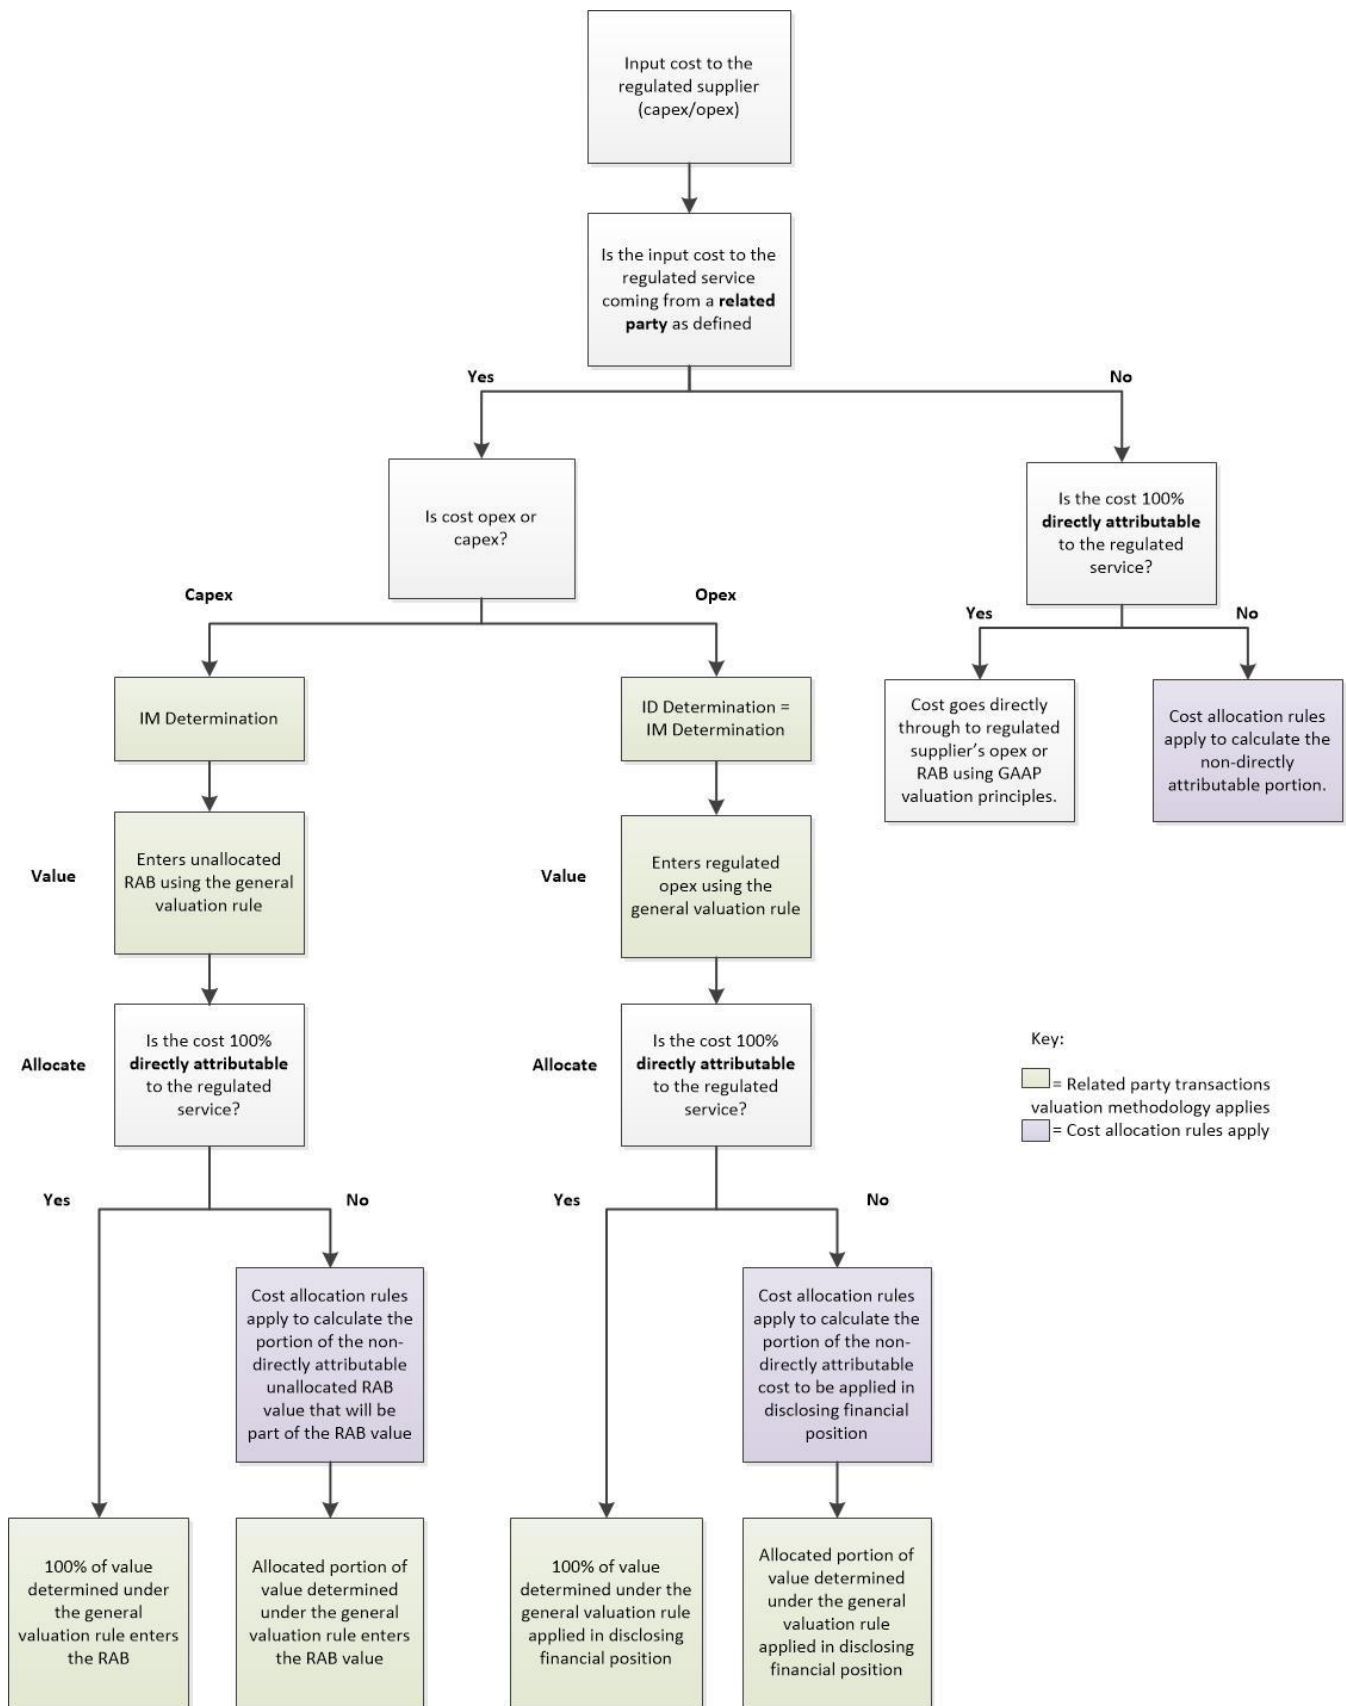 Input cost to the
regulated supplier
(capex/opex)
Is the input cost to the
regulated service
coming from a related
party as defined
Yes
No
Is cost opex or
capex?
Is the cost 100%
directly attributable
to the regulated
service?
Capex
Opex
Yes
No
IM Determination
ID Determination =
IM Determination
Cost goes directly
through to regulated
supplier’s opex or
RAB using GAAP
valuation principles.
Cost allocation rules
apply to calculate the
non-directly
attributable portion.
Value
Enters unallocated
RAB using the general
valuation rule
Value
Enters regulated
opex using the
general valuation rule
Allocate
Is the cost 100%
directly attributable
to the regulated
service?
Allocate
Is the cost 100%
directly attributable
to the regulated
service?
Key:
= Related party transactions
valuation methodology applies
= Cost allocation rules apply
Yes
No
Yes
No
Cost allocation rules
apply to calculate the
portion of the non-
directly attributable
unallocated RAB
value that will be
part of the RAB value
Cost allocation rules
apply to calculate the
portion of the non-
directly attributable
cost to be applied in
disclosing financial
position
100% of value
determined under
the general
valuation rule enters
the RAB
Allocated portion of
value determined
under the general
valuation rule enters
the RAB value
100% of value
determined under the
general valuation rule
applied in disclosing
financial position
Allocated portion of
value determined
under the general
valuation rule
applied in disclosing
financial position